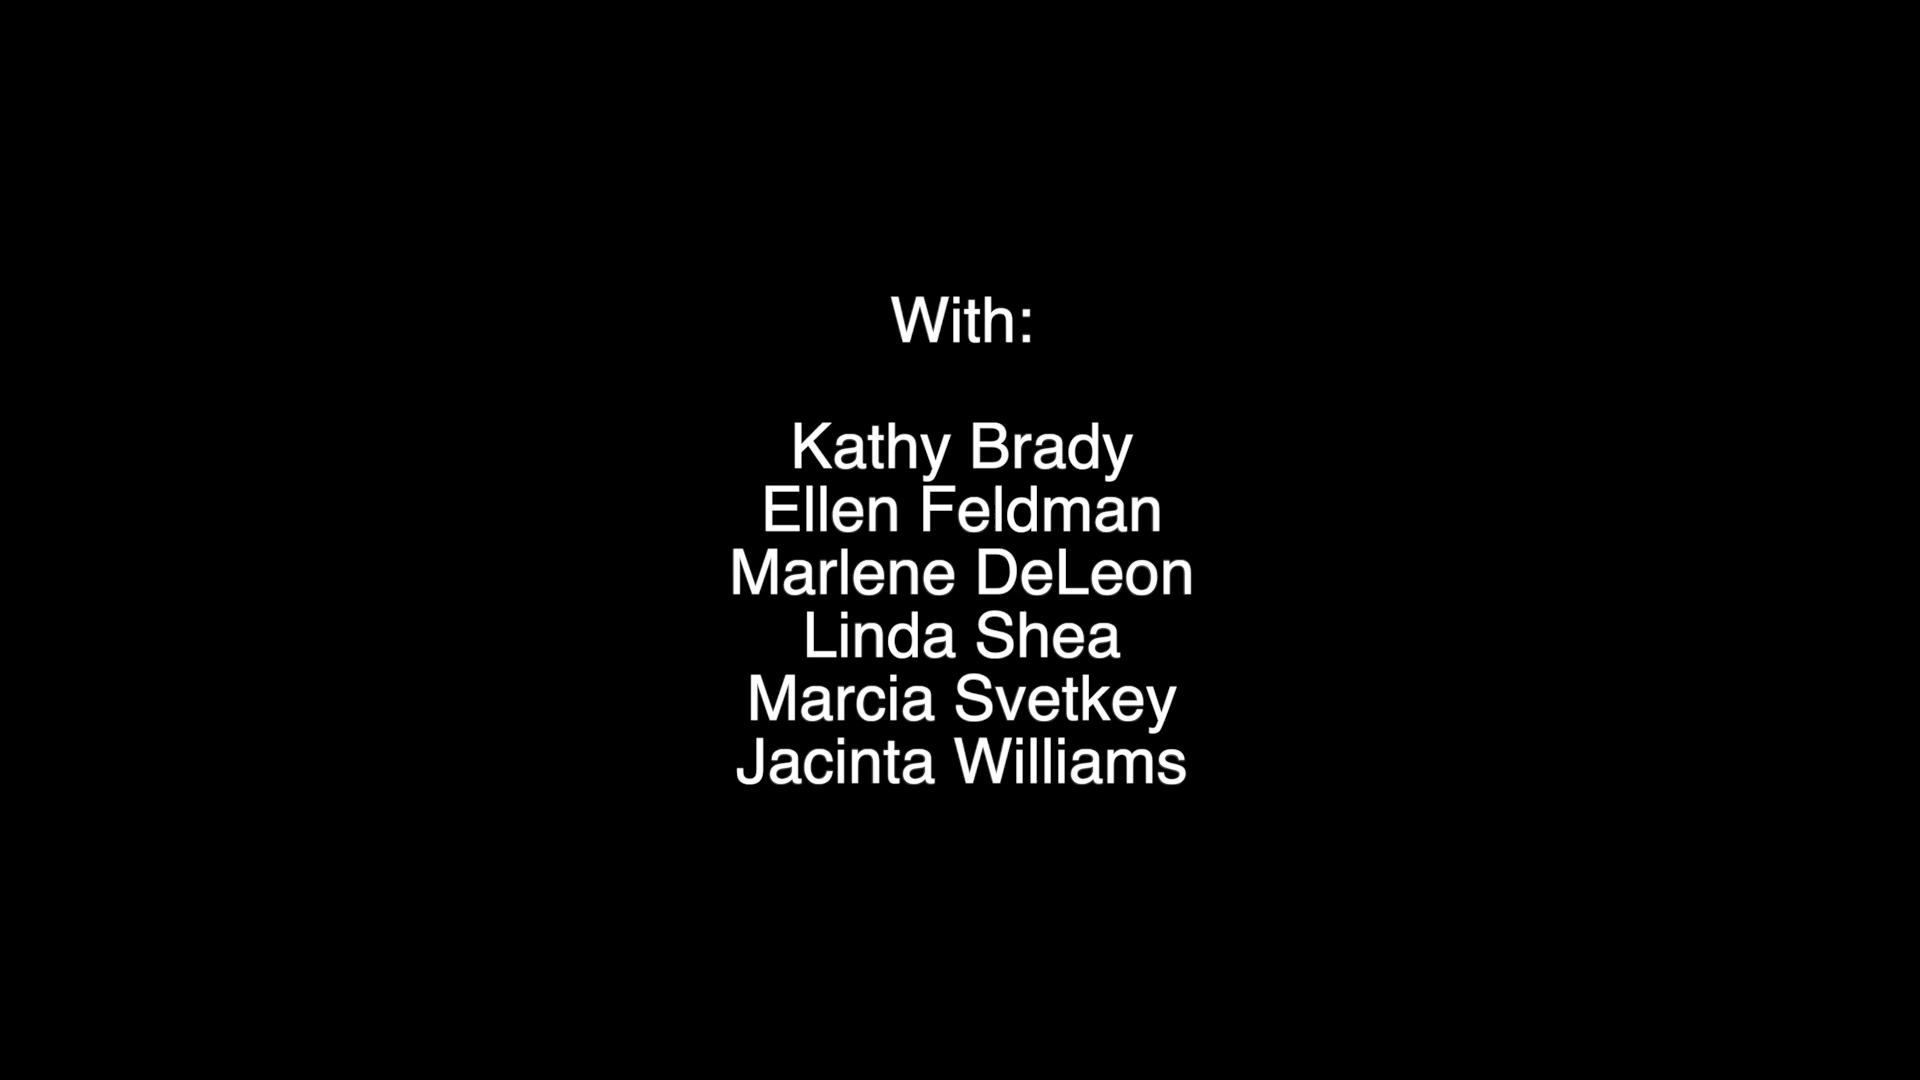 With:
Kathy Brady
Ellen Feldman
Marlene DeLeon
Linda Shea
Marcia Svetkey
Jacinta Williams